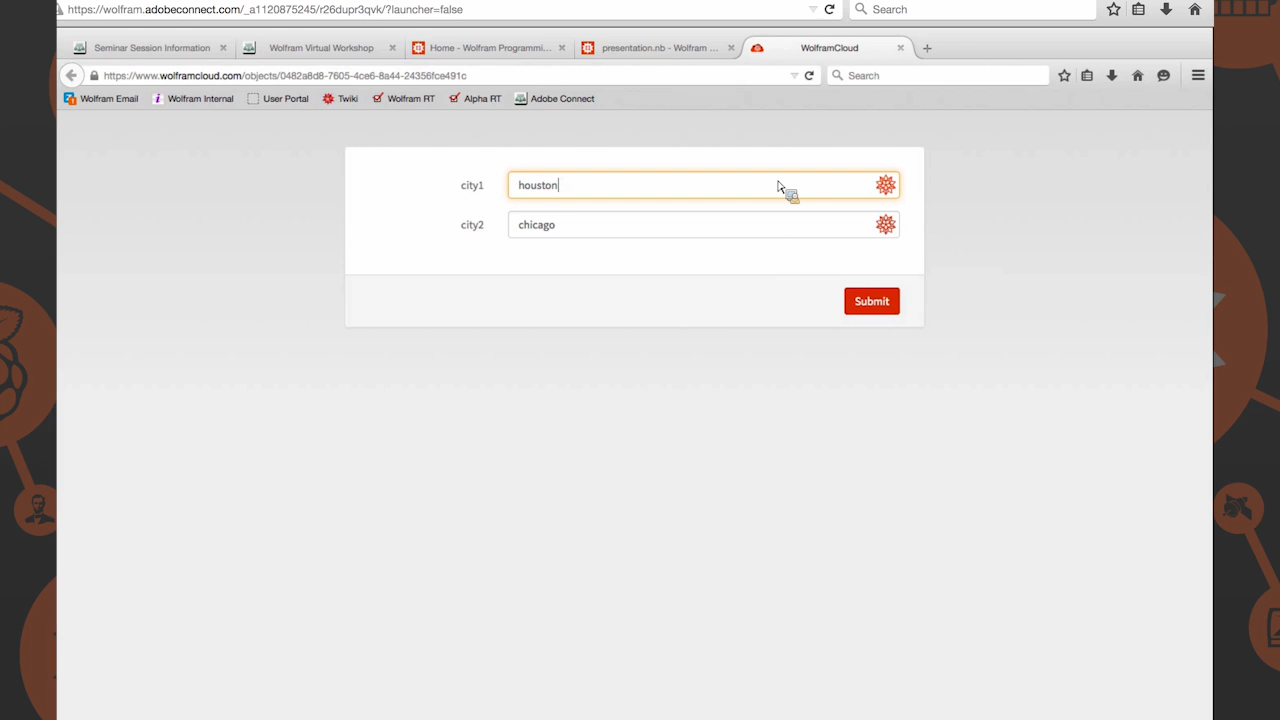 https://wolfram.adobeconnect.com/_a1120875245/r26dupr3qvk/?launcher=false
Search
Seminar Session Information
Wolfram Virtual Workshop
Home - Wolfram Programmi...
presentation.nb - Wolfram ...
WolframCloud
https://www.wolframcloud.com/objects/0482a8d8-7605-4ce6-8a44-24356fce491c
Search
Wolfram Email
Wolfram Internal
User Portal
Twiki
Wolfram RT
Alpha RT
Adobe Connect
city1
houston
city2
chicago
Submit